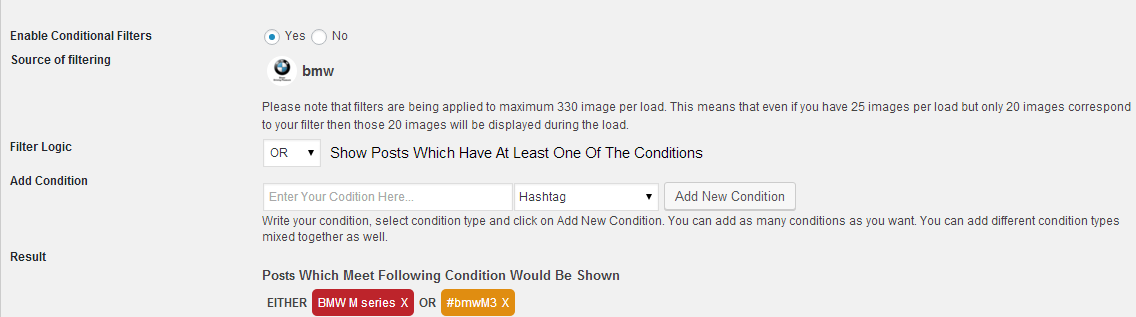 Enable Conditional Filters
Yes No
Source of filtering
bmw
Please note that filters are being applied to maximum 330 image per load. This means that even if you have 25 images per load but only 20 images correspond
to your filter then those 20 images will be displayed during the load.
Filter Logic
OR Show Posts Which Have At Least One Of The Conditions
Add Condition
Enter Your Codition Here... Hashtag Add New Condition
Write your condition, select condition type and click on Add New Condition. You can add as many conditions as you want. You can add different condition types
mixed together as well.
Result
Posts Which Meet Following Condition Would Be Shown
EITHER BMW M series X OR #bmwM3 X